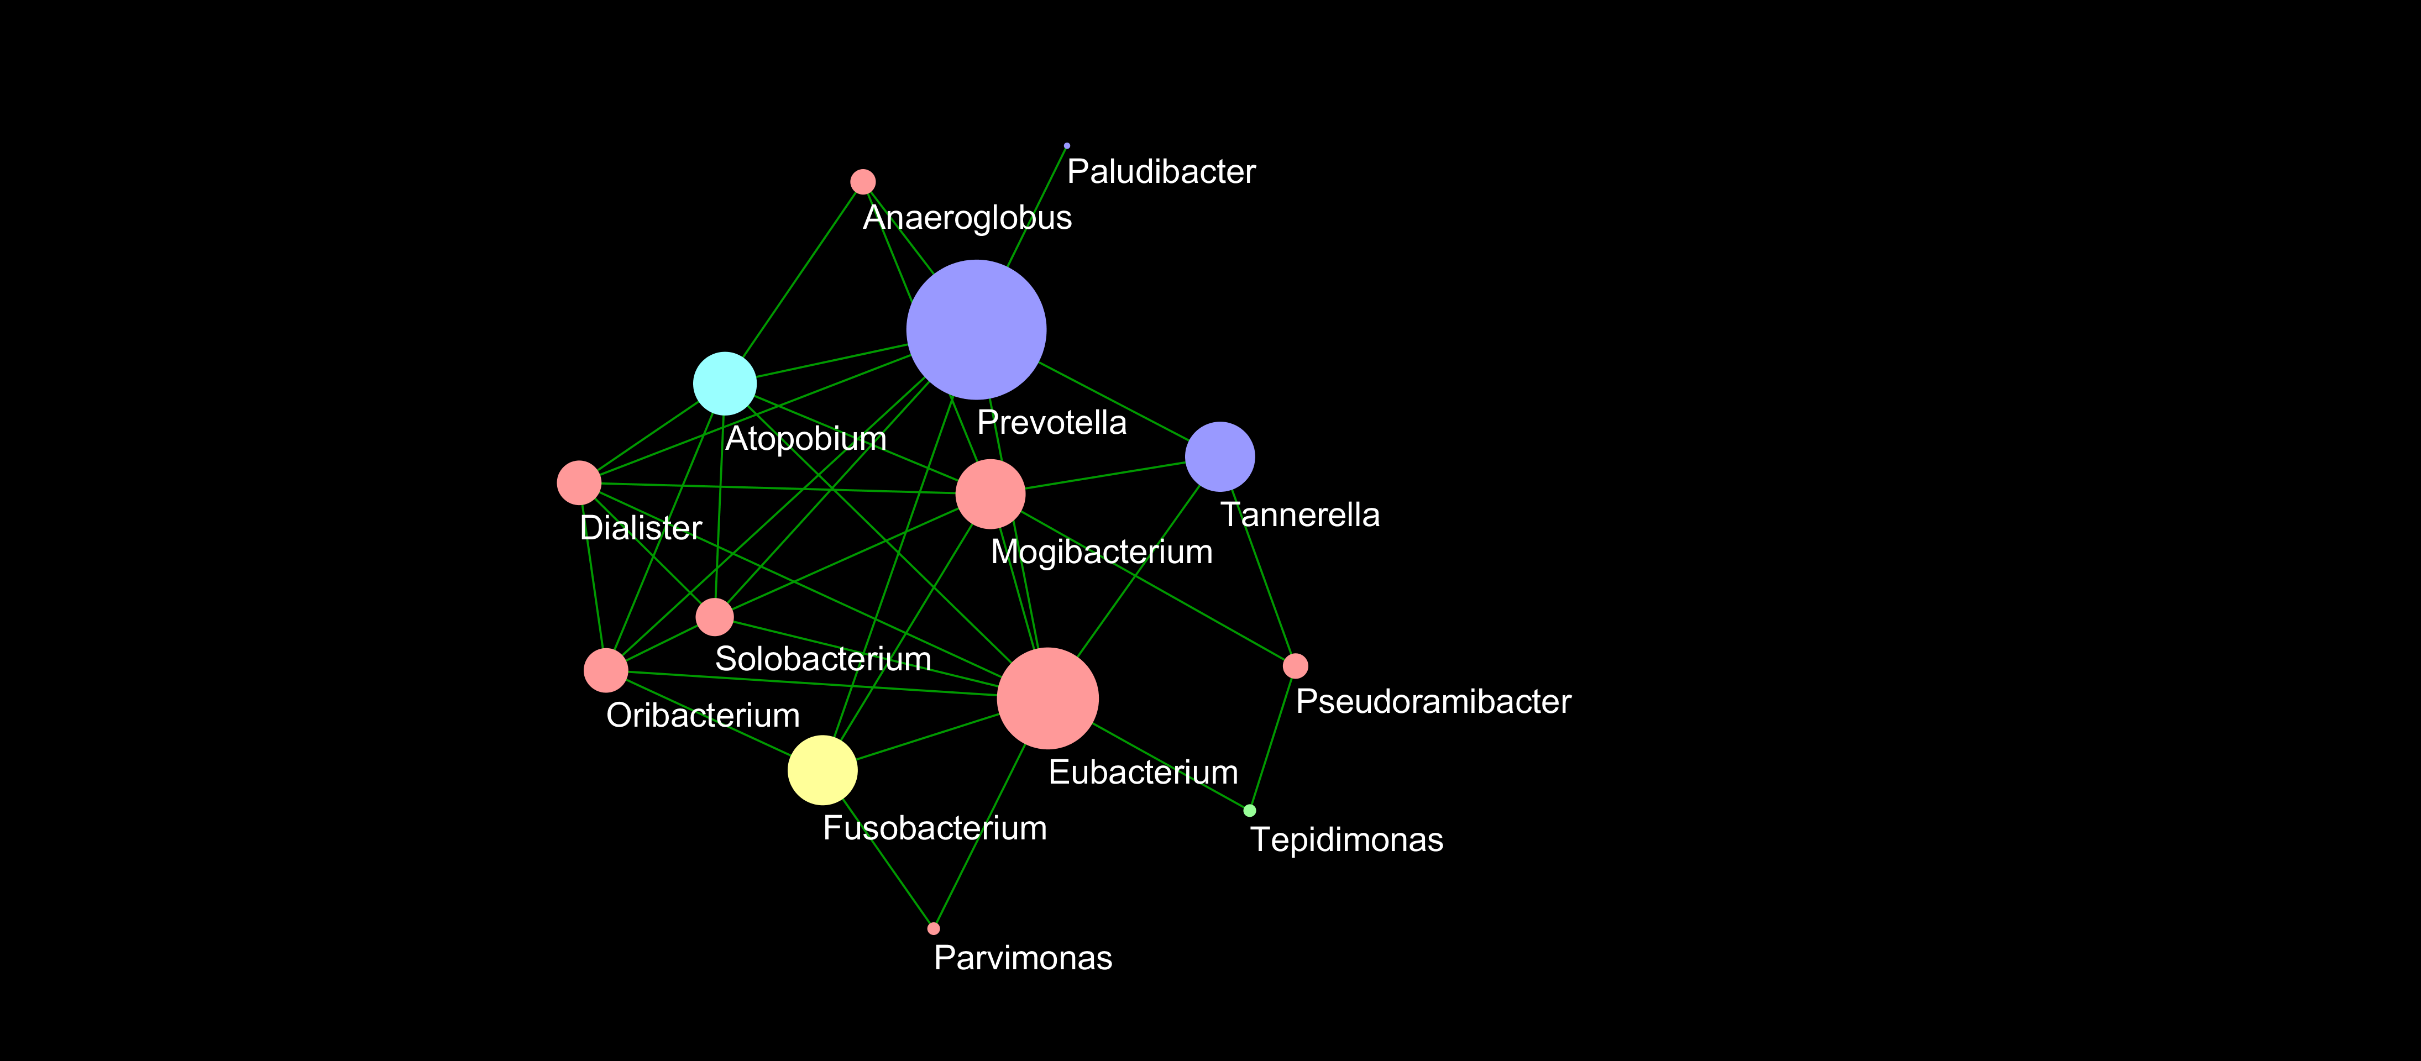 Paludibacter
Anaeroglobus
Prevotella
Atopobium
Tannerella
Dialister
Mogibacterium
Solobacterium
Pseudoramibacter
Oribacterium
Eubacterium
Fusobacterium
Tepidimonas
Parvimonas